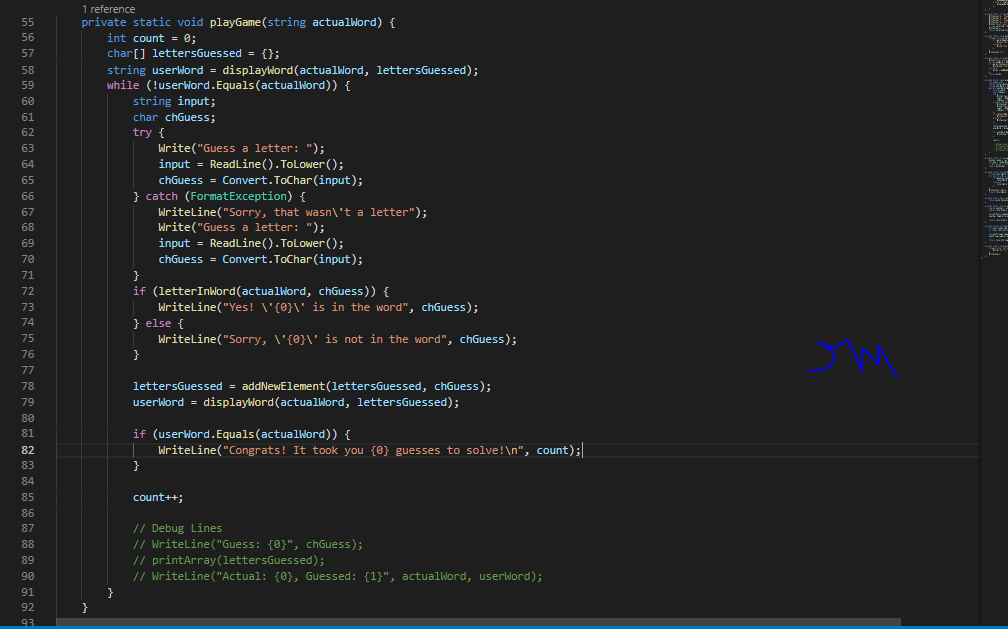 1 reference
55 private static void playGame(string actualWord) {
56 int count = 0;
57 char[] lettersGuessed = {};
58 string userWord = displayWord(actualWord, lettersGuessed);
59 while (!userWord.Equals(actualWord)) {
60 string input;
61 char chGuess;
62 try {
63 Write("Guess a letter: ");
64 input = ReadLine().ToLower();
65 chGuess = Convert.ToChar(input);
66 } catch (FormatException) {
67 WriteLine("Sorry, that wasn\'t a letter");
68 Write("Guess a letter: ");
69 input = ReadLine().ToLower();
70 chGuess = Convert.ToChar(input);
71 }
72 if (letterInWord(actualWord, chGuess)) {
73 WriteLine("Yes! \'{0}\' is in the word", chGuess);
74 } else {
75 WriteLine("Sorry, \'{0}\' is not in the word", chGuess);
76 }
77
78 lettersGuessed = addNewElement(lettersGuessed, chGuess);
79 userWord = displayWord(actualWord, lettersGuessed);
80
81 if (userWord.Equals(actualWord)) {
82 WriteLine("Congrats! It took you {0} guesses to solve!\n", count);
83 }
84
85 count++;
86
87 // Debug Lines
88 // WriteLine("Guess: {0}", chGuess);
89 // printArray(lettersGuessed);
90 // WriteLine("Actual: {0}, Guessed: {1}", actualWord, userWord);
91 }
92 }
93